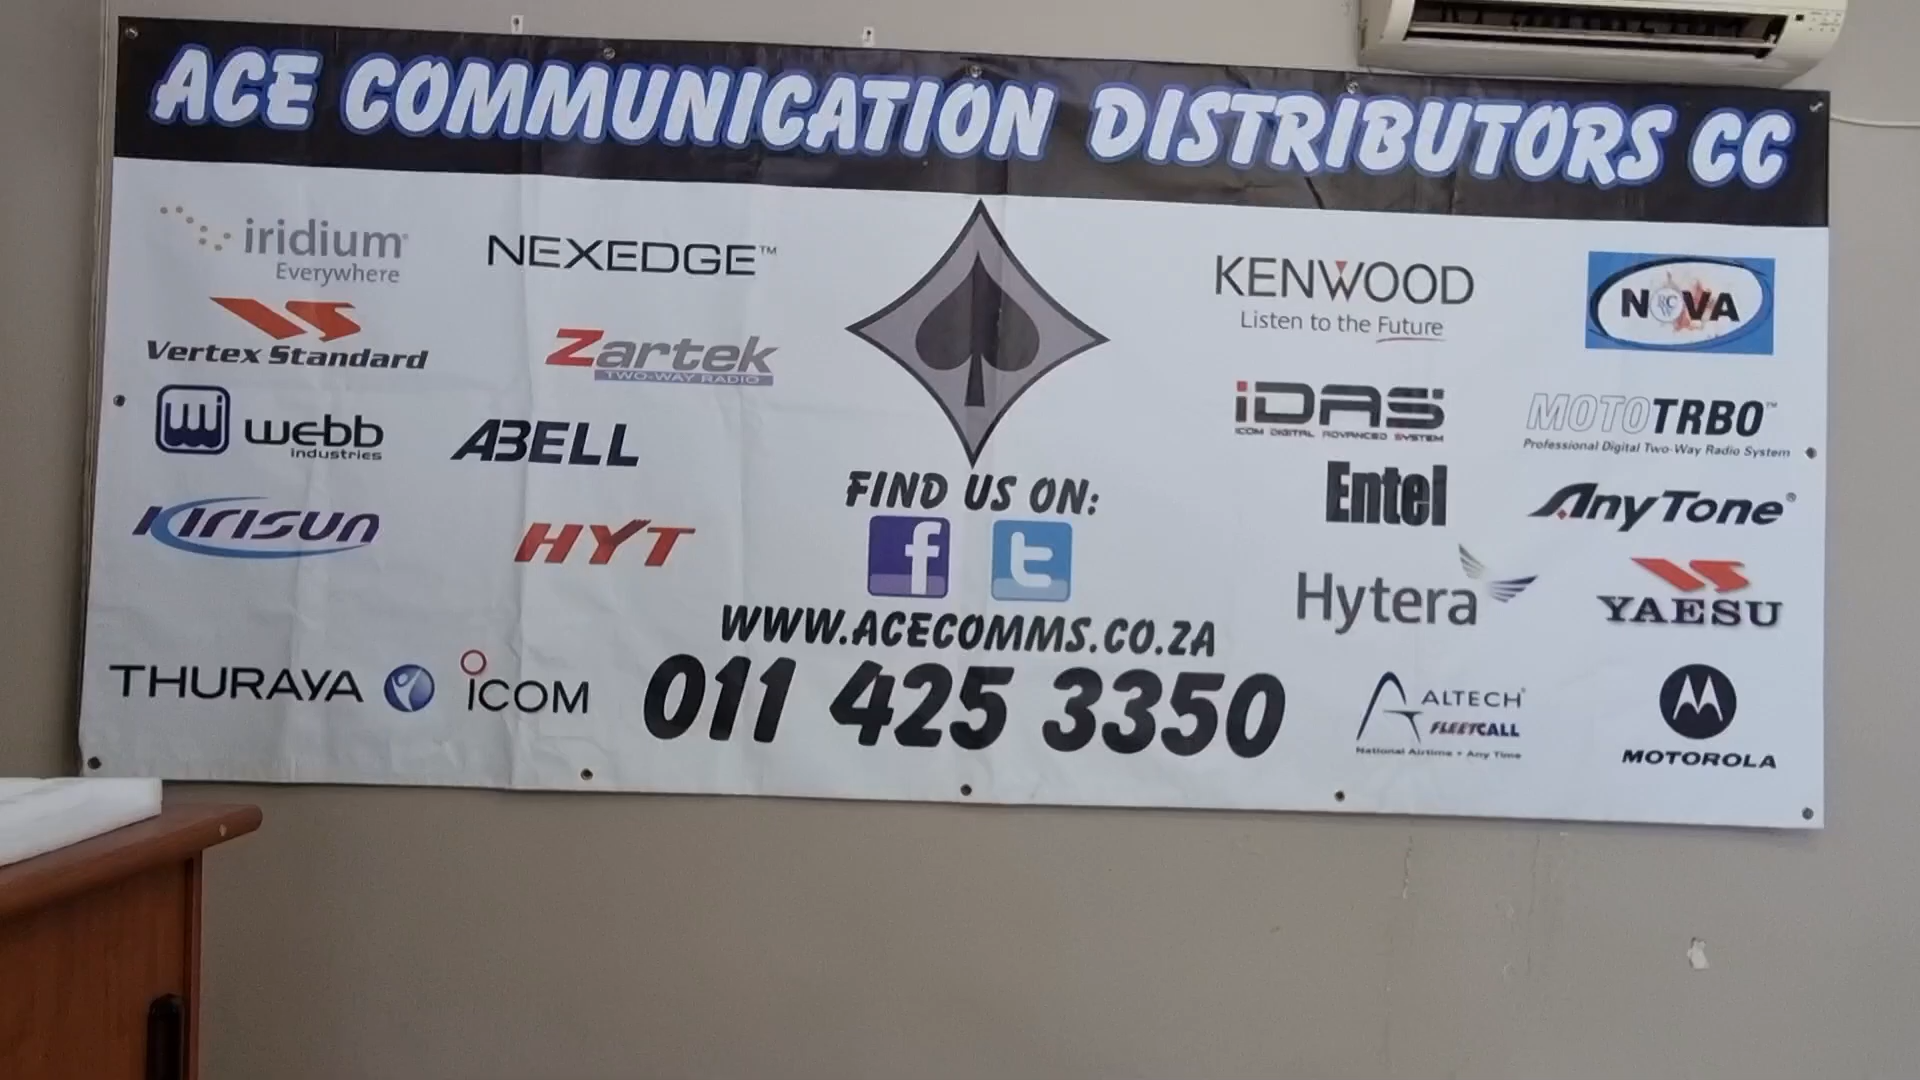 ACE COMMUNICATION DISTRIBUTORS CC
iridium
Everywhere
NEXEDGE™
Vertex Standard
Zartek
TWO-WAY RADIO
webb
industries
ABELL
KIRISUN
HYT
THURAYA
ICOM
FIND US ON:
f
t
WWW.ACECOMMS.CO.ZA
011 425 3350
KENWOOD
Listen to the Future
NOVA
iDAS
ICOM DIGITAL ADVANCED SYSTEM
MOTOTRBO™
Professional Digital Two-Way Radio System
Entel
AnyTone®
Hytera
YAESU
ALTECH
FLEETCALL
National Airtime • Any Time
MOTOROLA